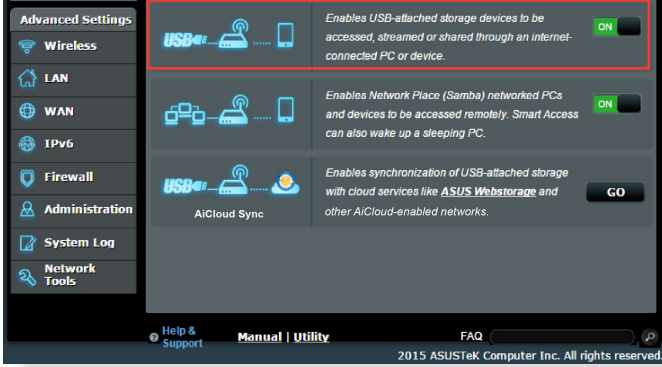 Advanced Settings
Wireless
LAN
WAN
IPv6
Firewall
Administration
System Log
Network
Tools
USB
Enables USB-attached storage devices to be
accessed, streamed or shared through an internet-
connected PC or device.
ON
Enables Network Place (Samba) networked PCs
and devices to be accessed remotely. Smart Access
can also wake up a sleeping PC.
ON
USB
AiCloud Sync
Enables synchronization of USB-attached storage
with cloud services like ASUS Webstorage and
other AiCloud-enabled networks.
GO
Help &
Support
Manual | Utility
FAQ
2015 ASUSTeK Computer Inc. All rights reserved.